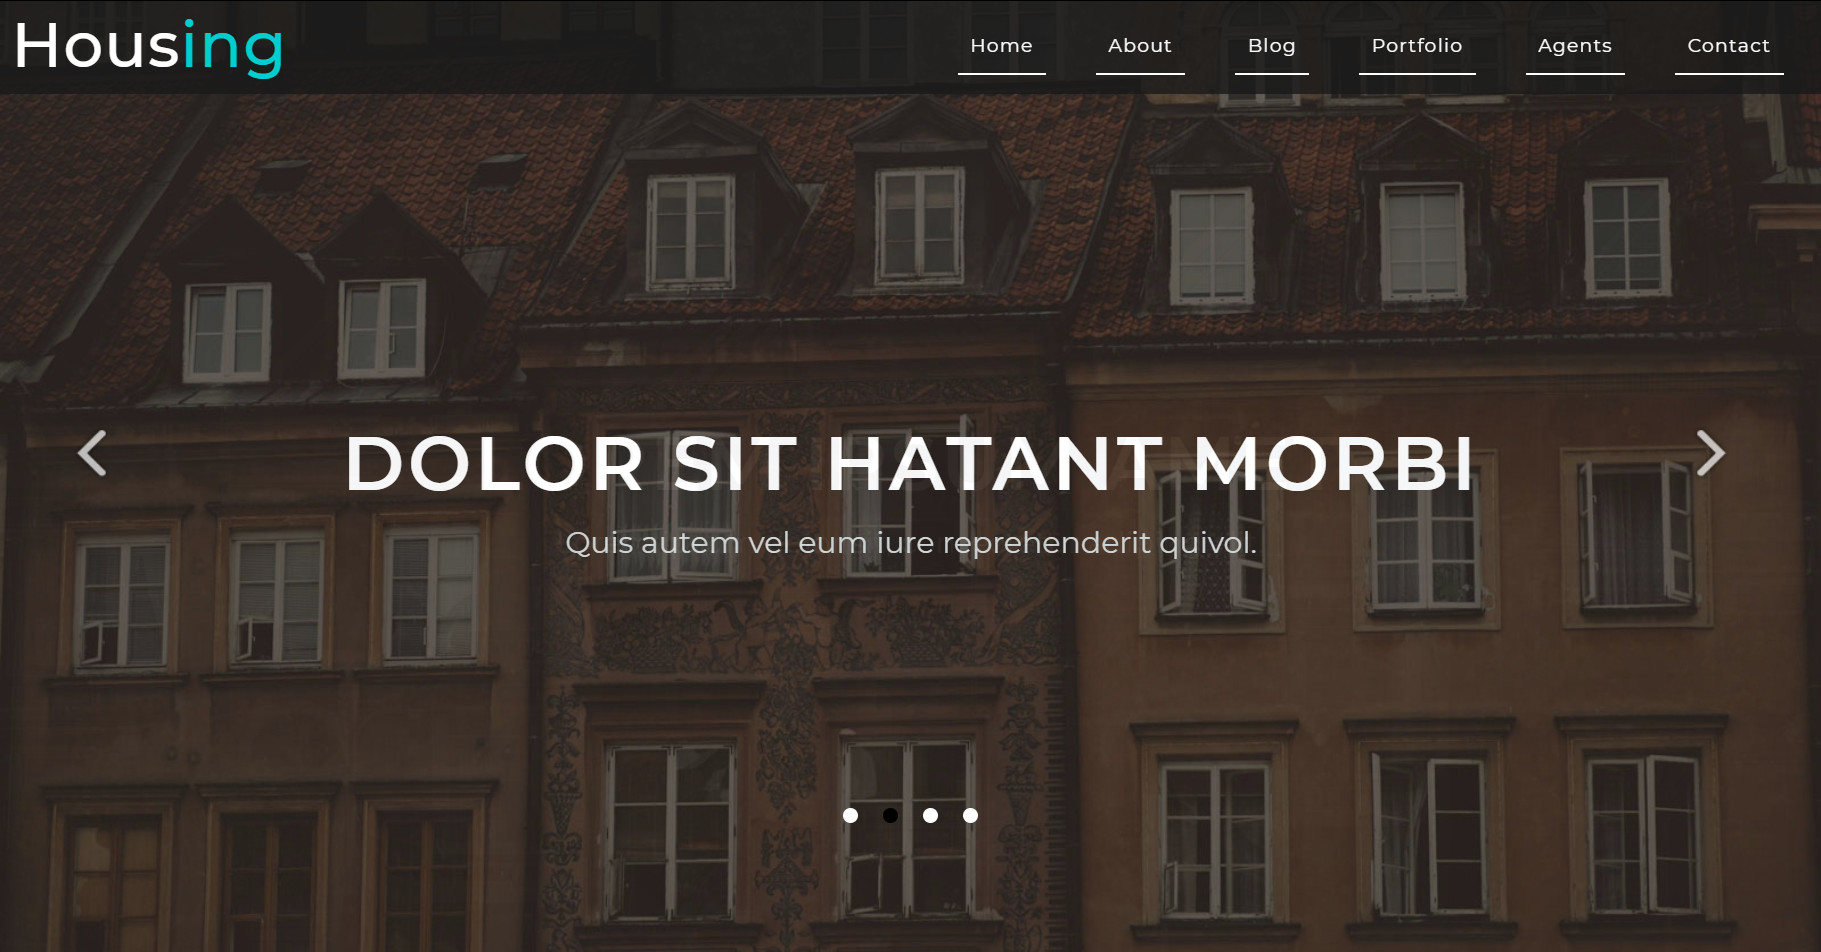 Housing
Home About Blog Portfolio Agents Contact
DOLOR SIT HATANT MORBI
Quis autem vel eum iure reprehenderit quivol.